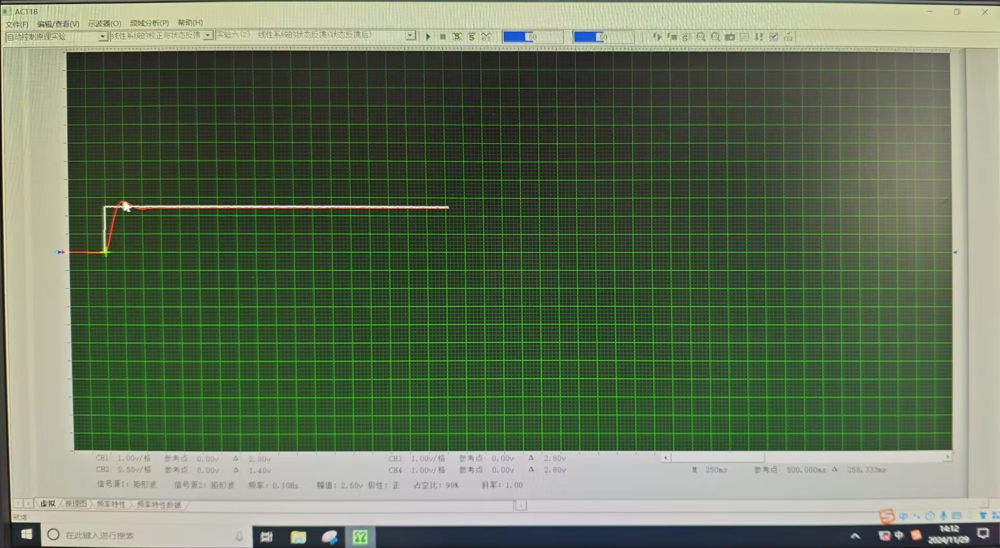 ACT18
文件(F) 编辑/查看(V) 示波器(O) 频域分析(P) 帮助(H)
自动控制原理实验 线性系统的校正与状态反馈 实验六(2) 线性系统的状态反馈(状态反馈后) 50 50
CH1 1.00v/格 参考点 0.00v Δ 2.80v CH3 1.00v/格 参考点 0.00v Δ 2.80v
CH2 0.50v/格 参考点 0.00v Δ 1.40v CH4 1.00v/格 参考点 0.00v Δ 2.80v M 250ms 参考点 500.000ms Δ 258.333ms
信号源1: 矩形波 信号源2: 矩形波 频率: 0.10Hz 幅值: 2.50v 极性: 正 占空比: 98% 斜率: 1.00
虚拟 原理图 频率特性 频率特性数据
就绪
中
在此键入进行搜索 中 14:12
2024/11/29